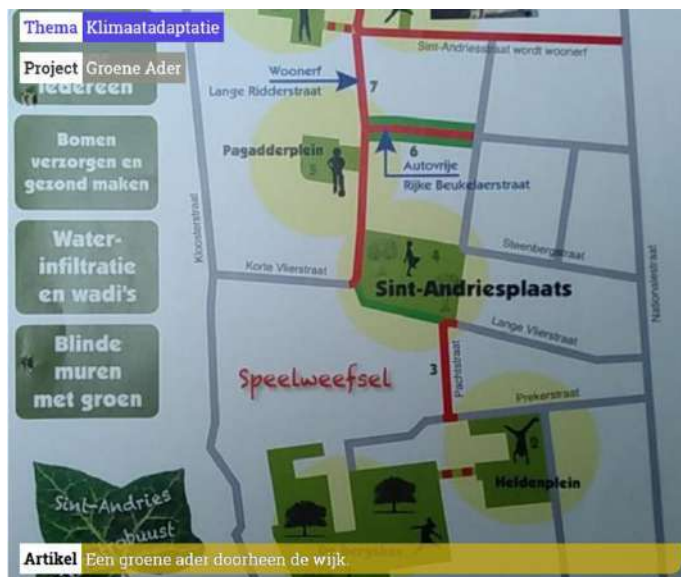 Thema Klimaatadaptatie
Project Groene Ader
Iedereen
Bomen
verzorgen en
gezond maken
Water-
infiltratie
en wadi's
Blinde
muren
met groen
Sint-Andries
Sint-Andriesstraat wordt woonerf
Woonerf
Lange Ridderstraat
7
Pagadderplein
5
6
Autovrije
Rijke Beukelaerstraat
Kloosterstraat
Korte Vlierstraat
4
Sint-Andriesplaats
Steenbergstraat
Nationalestraat
Lange Vlierstraat
3
Pachtstraat
Speelweefsel
Prekerstraat
Heldenplein
Artikel Een groene ader doorheen de wijk.